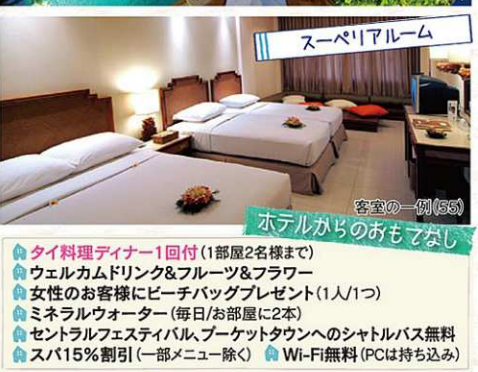 スーペリアルーム
客室の一例(55)
ホテルからのおもてなし
タイ料理ディナー1回付(1部屋2名様まで)
ウェルカムドリンク&フルーツ&フラワー
女性のお客様にビーチバッグプレゼント(1人/1つ)
ミネラルウォーター(毎日/お部屋に2本)
セントラルフェスティバル、プーケットタウンへのシャトルバス無料
スパ15%割引(一部メニュー除く) Wi-Fi無料(PCは持ち込み)